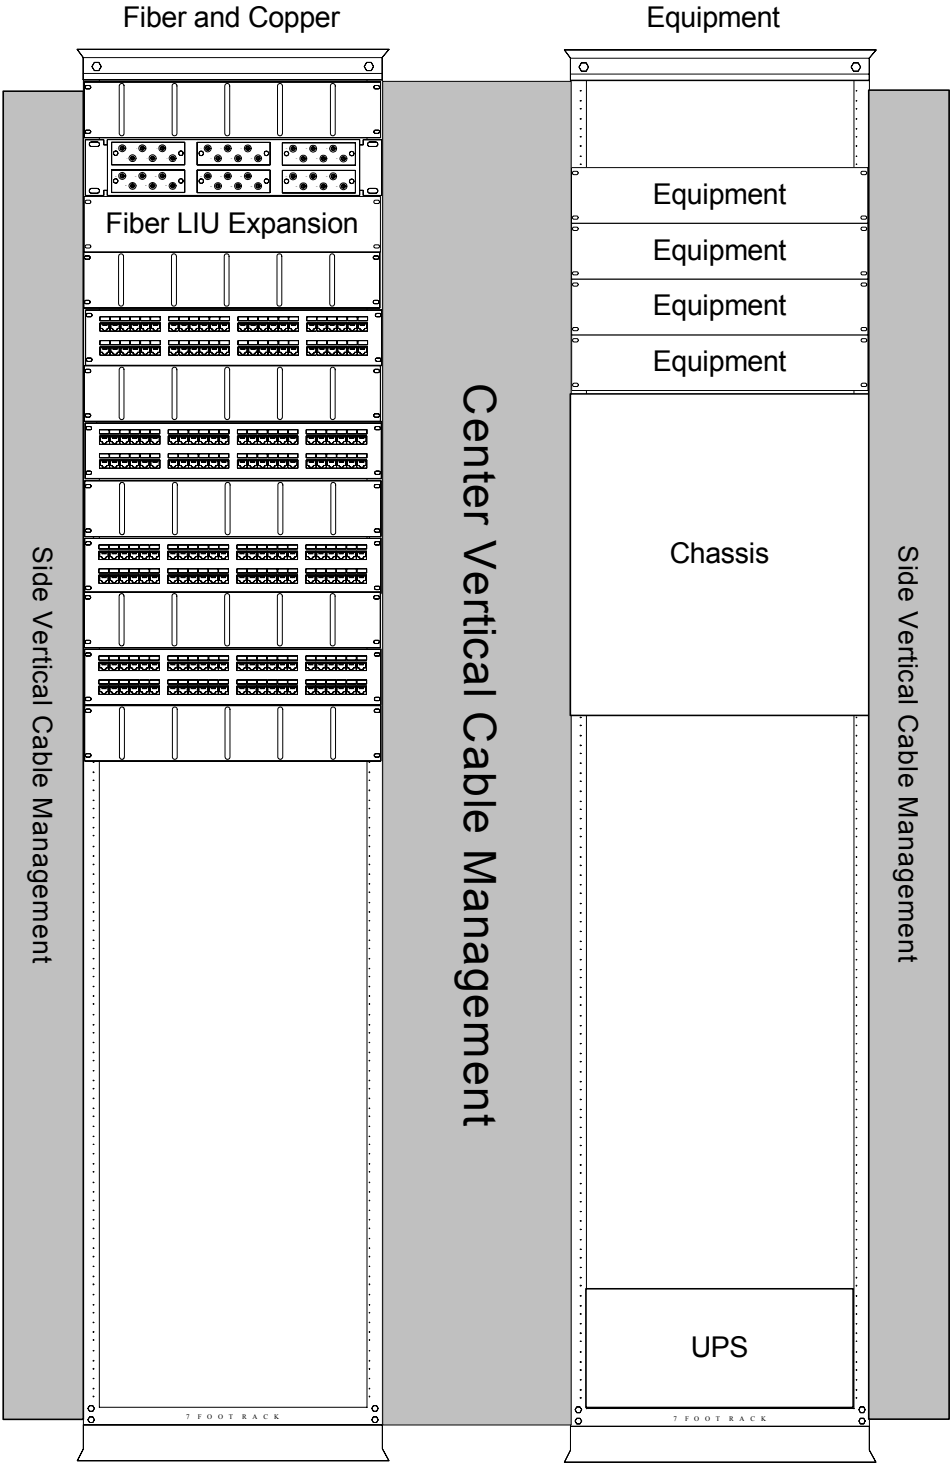 Fiber and Copper
Equipment
Fiber LIU Expansion
Equipment
Equipment
Equipment
Equipment
Chassis
UPS
Side Vertical Cable Management
Center Vertical Cable Management
Side Vertical Cable Management
7 FOOT RACK
7 FOOT RACK